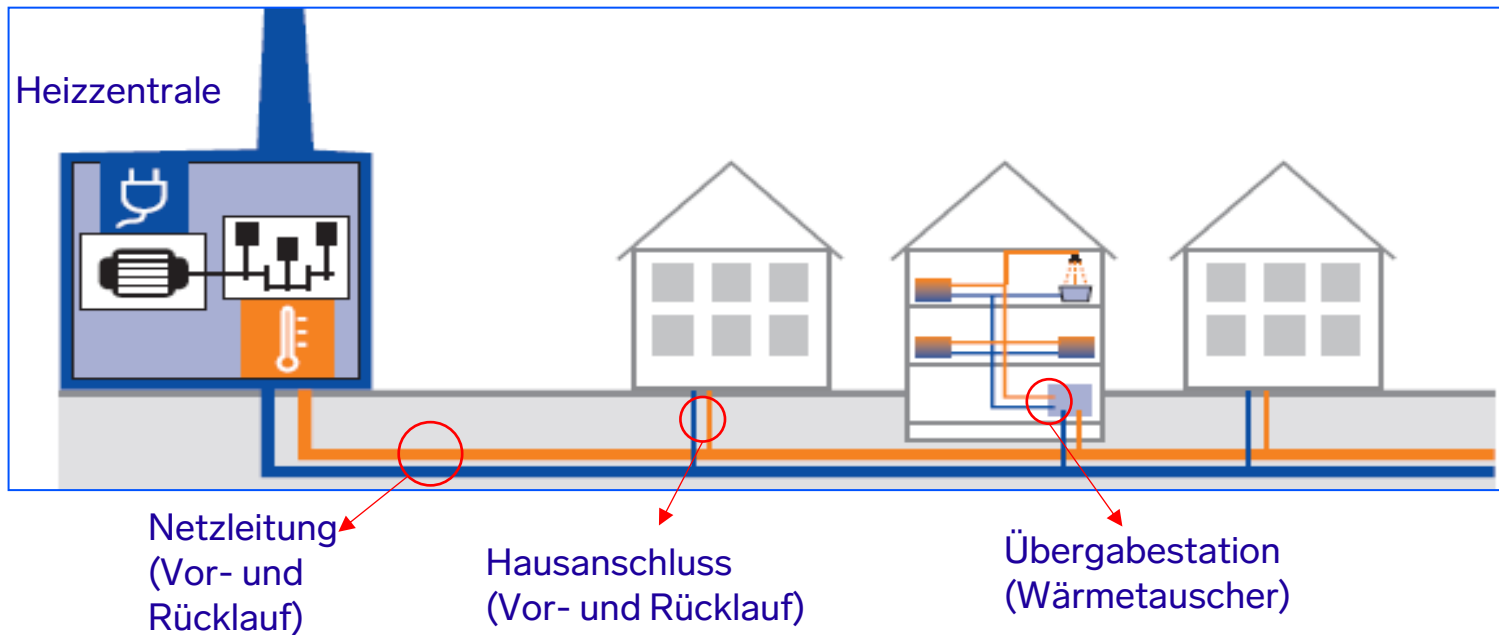 Heizzentrale
Netzleitung
(Vor- und
Rücklauf)
Hausanschluss
(Vor- und Rücklauf)
Übergabestation
(Wärmetauscher)